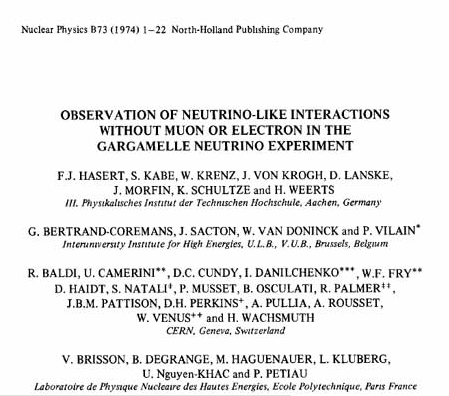 Nuclear Physics B73 (1974) 1–22 North-Holland Publishing Company
OBSERVATION OF NEUTRINO-LIKE INTERACTIONS
WITHOUT MUON OR ELECTRON IN THE
GARGAMELLE NEUTRINO EXPERIMENT
F.J. HASERT, S. KABE, W. KRENZ, J. VON KROGH, D. LANSKE,
J. MORFIN, K. SCHULTZE and H. WEERTS
III. Physikalisches Institut der Technischen Hochschule, Aachen, Germany
G. BERTRAND-COREMANS, J. SACTON, W. VAN DONINCK and P. VILAIN*
Interuniversity Institute for High Energies, U.L.B., V.U.B., Brussels, Belgium
R. BALDI, U. CAMERINI**, D.C. CUNDY, I. DANILCHENKO***, W.F. FRY**
D. HAIDT, S. NATALI‡, P. MUSSET, B. OSCULATI, R. PALMER‡‡,
J.B.M. PATTISON, D.H. PERKINS+, A. PULLIA, A. ROUSSET,
W. VENUS++ and H. WACHSMUTH
CERN, Geneva, Switzerland
V. BRISSON, B. DEGRANGE, M. HAGUENAUER, L. KLUBERG,
U. Nguyen-KHAC and P. PETIAU
Laboratoire de Physique Nucleaire des Hautes Energies, Ecole Polytechnique, Paris France